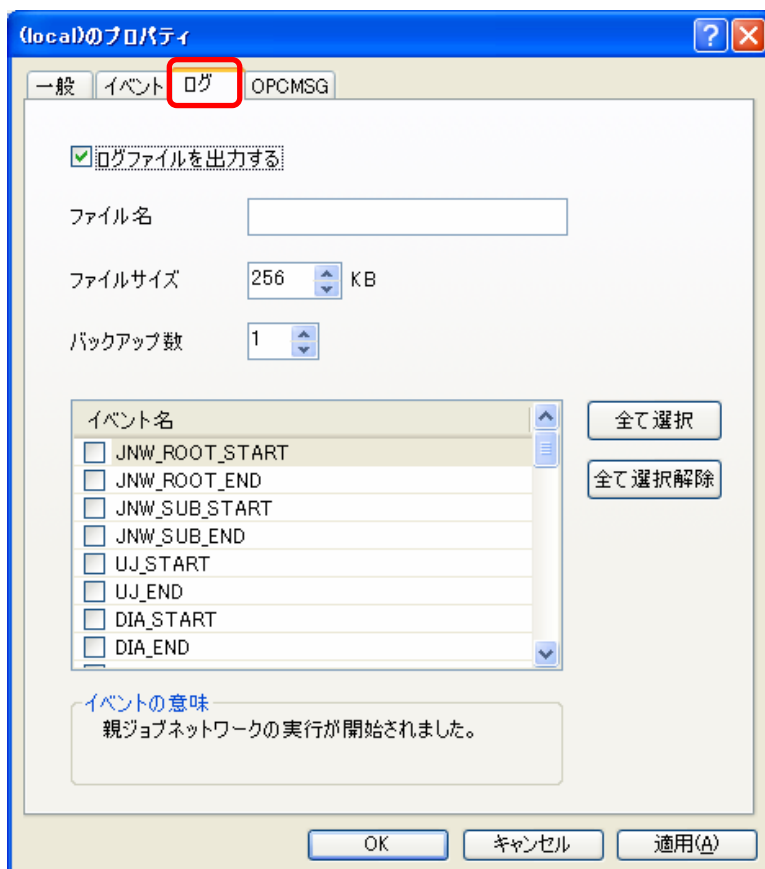 (local)のプロパティ
一般 イベント ログ OPCMSG
ログファイルを出力する
ファイル名
ファイルサイズ 256 KB
バックアップ数 1
イベント名 全て選択
JNW_ROOT_START
JNW_ROOT_END 全て選択解除
JNW_SUB_START
JNW_SUB_END
UJ_START
UJ_END
DIA_START
DIA_END
イベントの意味
親ジョブネットワークの実行が開始されました。
OK キャンセル 適用(A)